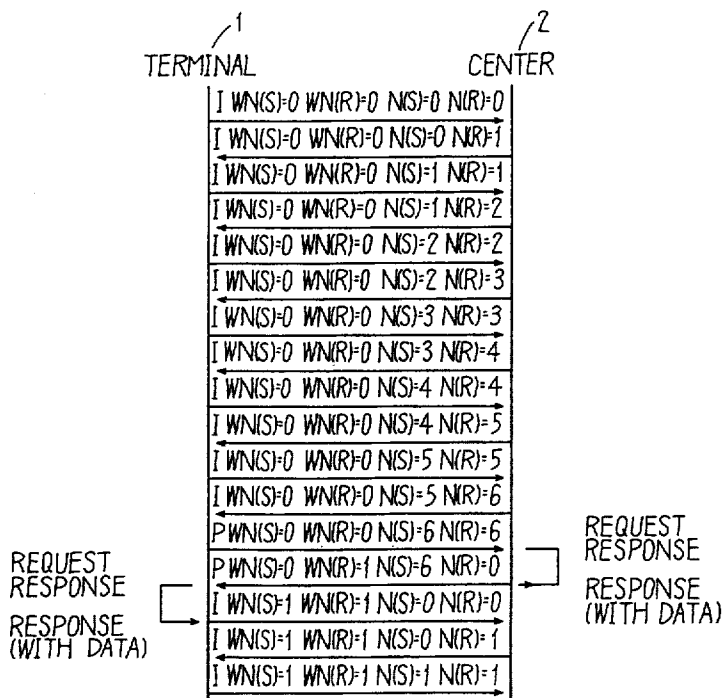 1
2
TERMINAL
CENTER
I WN(S)=0 WN(R)=0 N(S)=0 N(R)=0
I WN(S)=0 WN(R)=0 N(S)=0 N(R)=1
I WN(S)=0 WN(R)=0 N(S)=1 N(R)=1
I WN(S)=0 WN(R)=0 N(S)=1 N(R)=2
I WN(S)=0 WN(R)=0 N(S)=2 N(R)=2
I WN(S)=0 WN(R)=0 N(S)=2 N(R)=3
I WN(S)=0 WN(R)=0 N(S)=3 N(R)=3
I WN(S)=0 WN(R)=0 N(S)=3 N(R)=4
I WN(S)=0 WN(R)=0 N(S)=4 N(R)=4
I WN(S)=0 WN(R)=0 N(S)=4 N(R)=5
I WN(S)=0 WN(R)=0 N(S)=5 N(R)=5
I WN(S)=0 WN(R)=0 N(S)=5 N(R)=6
P WN(S)=0 WN(R)=0 N(S)=6 N(R)=6
P WN(S)=0 WN(R)=1 N(S)=6 N(R)=0
I WN(S)=1 WN(R)=1 N(S)=0 N(R)=0
I WN(S)=1 WN(R)=1 N(S)=0 N(R)=1
I WN(S)=1 WN(R)=1 N(S)=1 N(R)=1
REQUEST
RESPONSE
RESPONSE
(WITH DATA)
REQUEST
RESPONSE
RESPONSE
(WITH DATA)